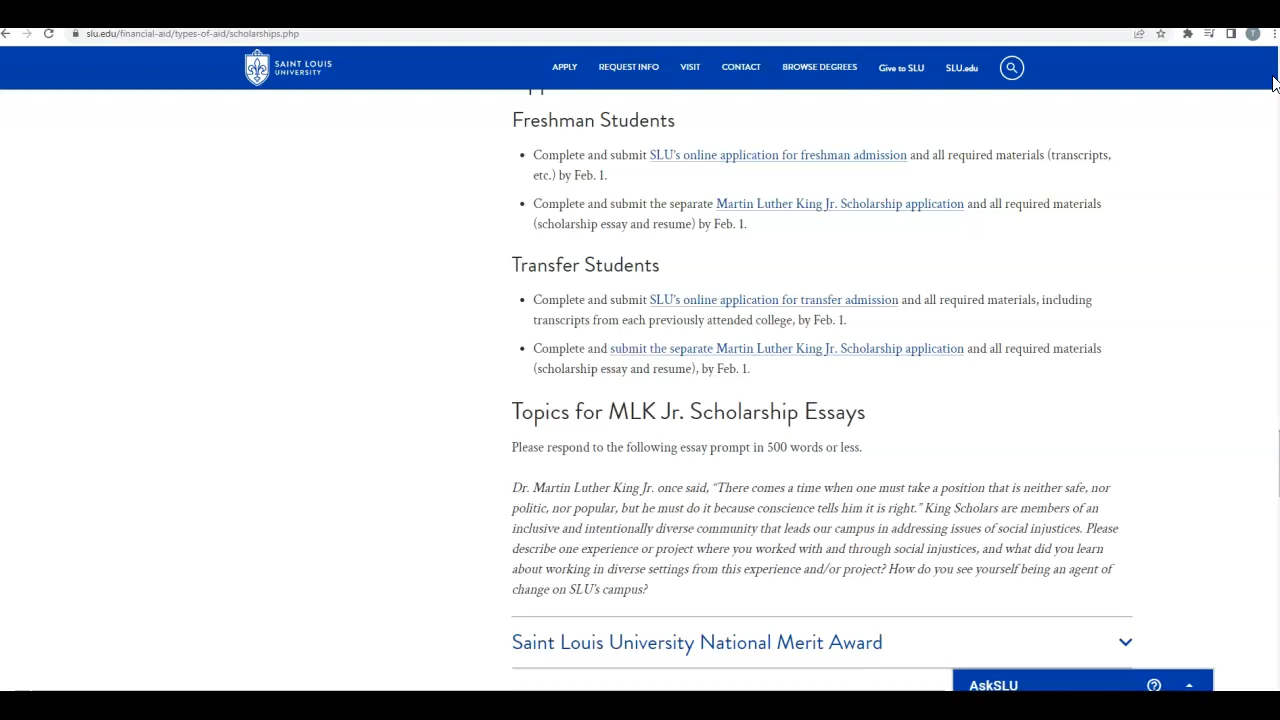 slu.edu/financial-aid/types-of-aid/scholarships.php
SAINT LOUIS
UNIVERSITY
APPLY REQUEST INFO VISIT CONTACT BROWSE DEGREES Give to SLU SLU.edu
T
Freshman Students
• Complete and submit SLU's online application for freshman admission and all required materials (transcripts,
etc.) by Feb. 1.
• Complete and submit the separate Martin Luther King Jr. Scholarship application and all required materials
(scholarship essay and resume) by Feb. 1.
Transfer Students
• Complete and submit SLU's online application for transfer admission and all required materials, including
transcripts from each previously attended college, by Feb. 1.
• Complete and submit the separate Martin Luther King Jr. Scholarship application and all required materials
(scholarship essay and resume), by Feb. 1.
Topics for MLK Jr. Scholarship Essays
Please respond to the following essay prompt in 500 words or less.
Dr. Martin Luther King Jr. once said, “There comes a time when one must take a position that is neither safe, nor
politic, nor popular, but he must do it because conscience tells him it is right.” King Scholars are members of an
inclusive and intentionally diverse community that leads our campus in addressing issues of social injustices. Please
describe one experience or project where you worked with and through social injustices, and what did you learn
about working in diverse settings from this experience and/or project? How do you see yourself being an agent of
change on SLU's campus?
Saint Louis University National Merit Award
AskSLU